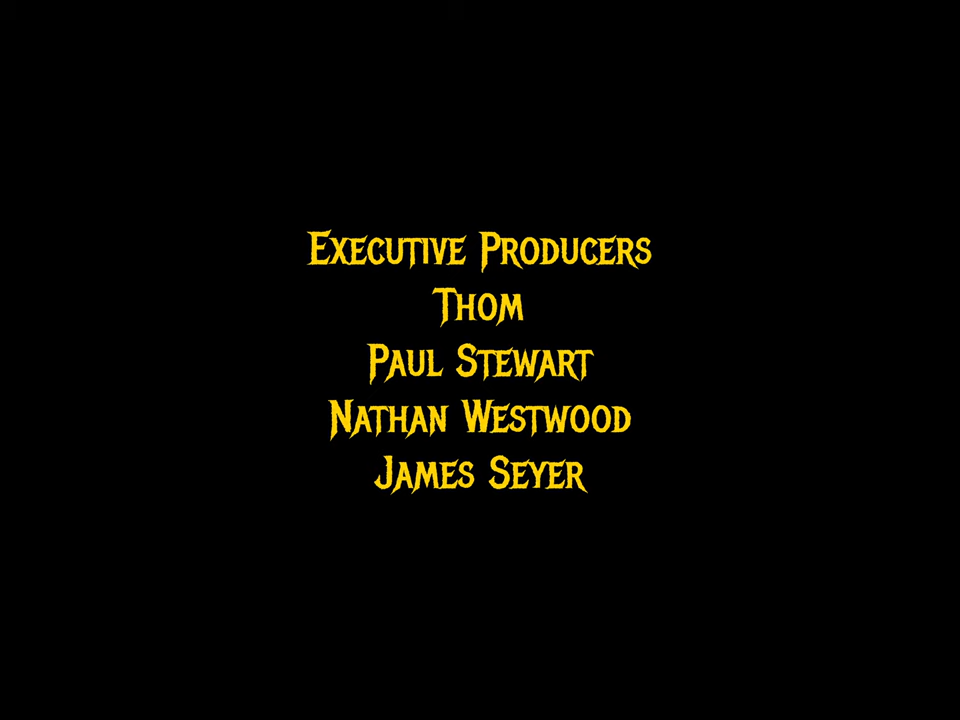 Executive Producers
Thom
Paul Stewart
Nathan Westwood
James Seyer